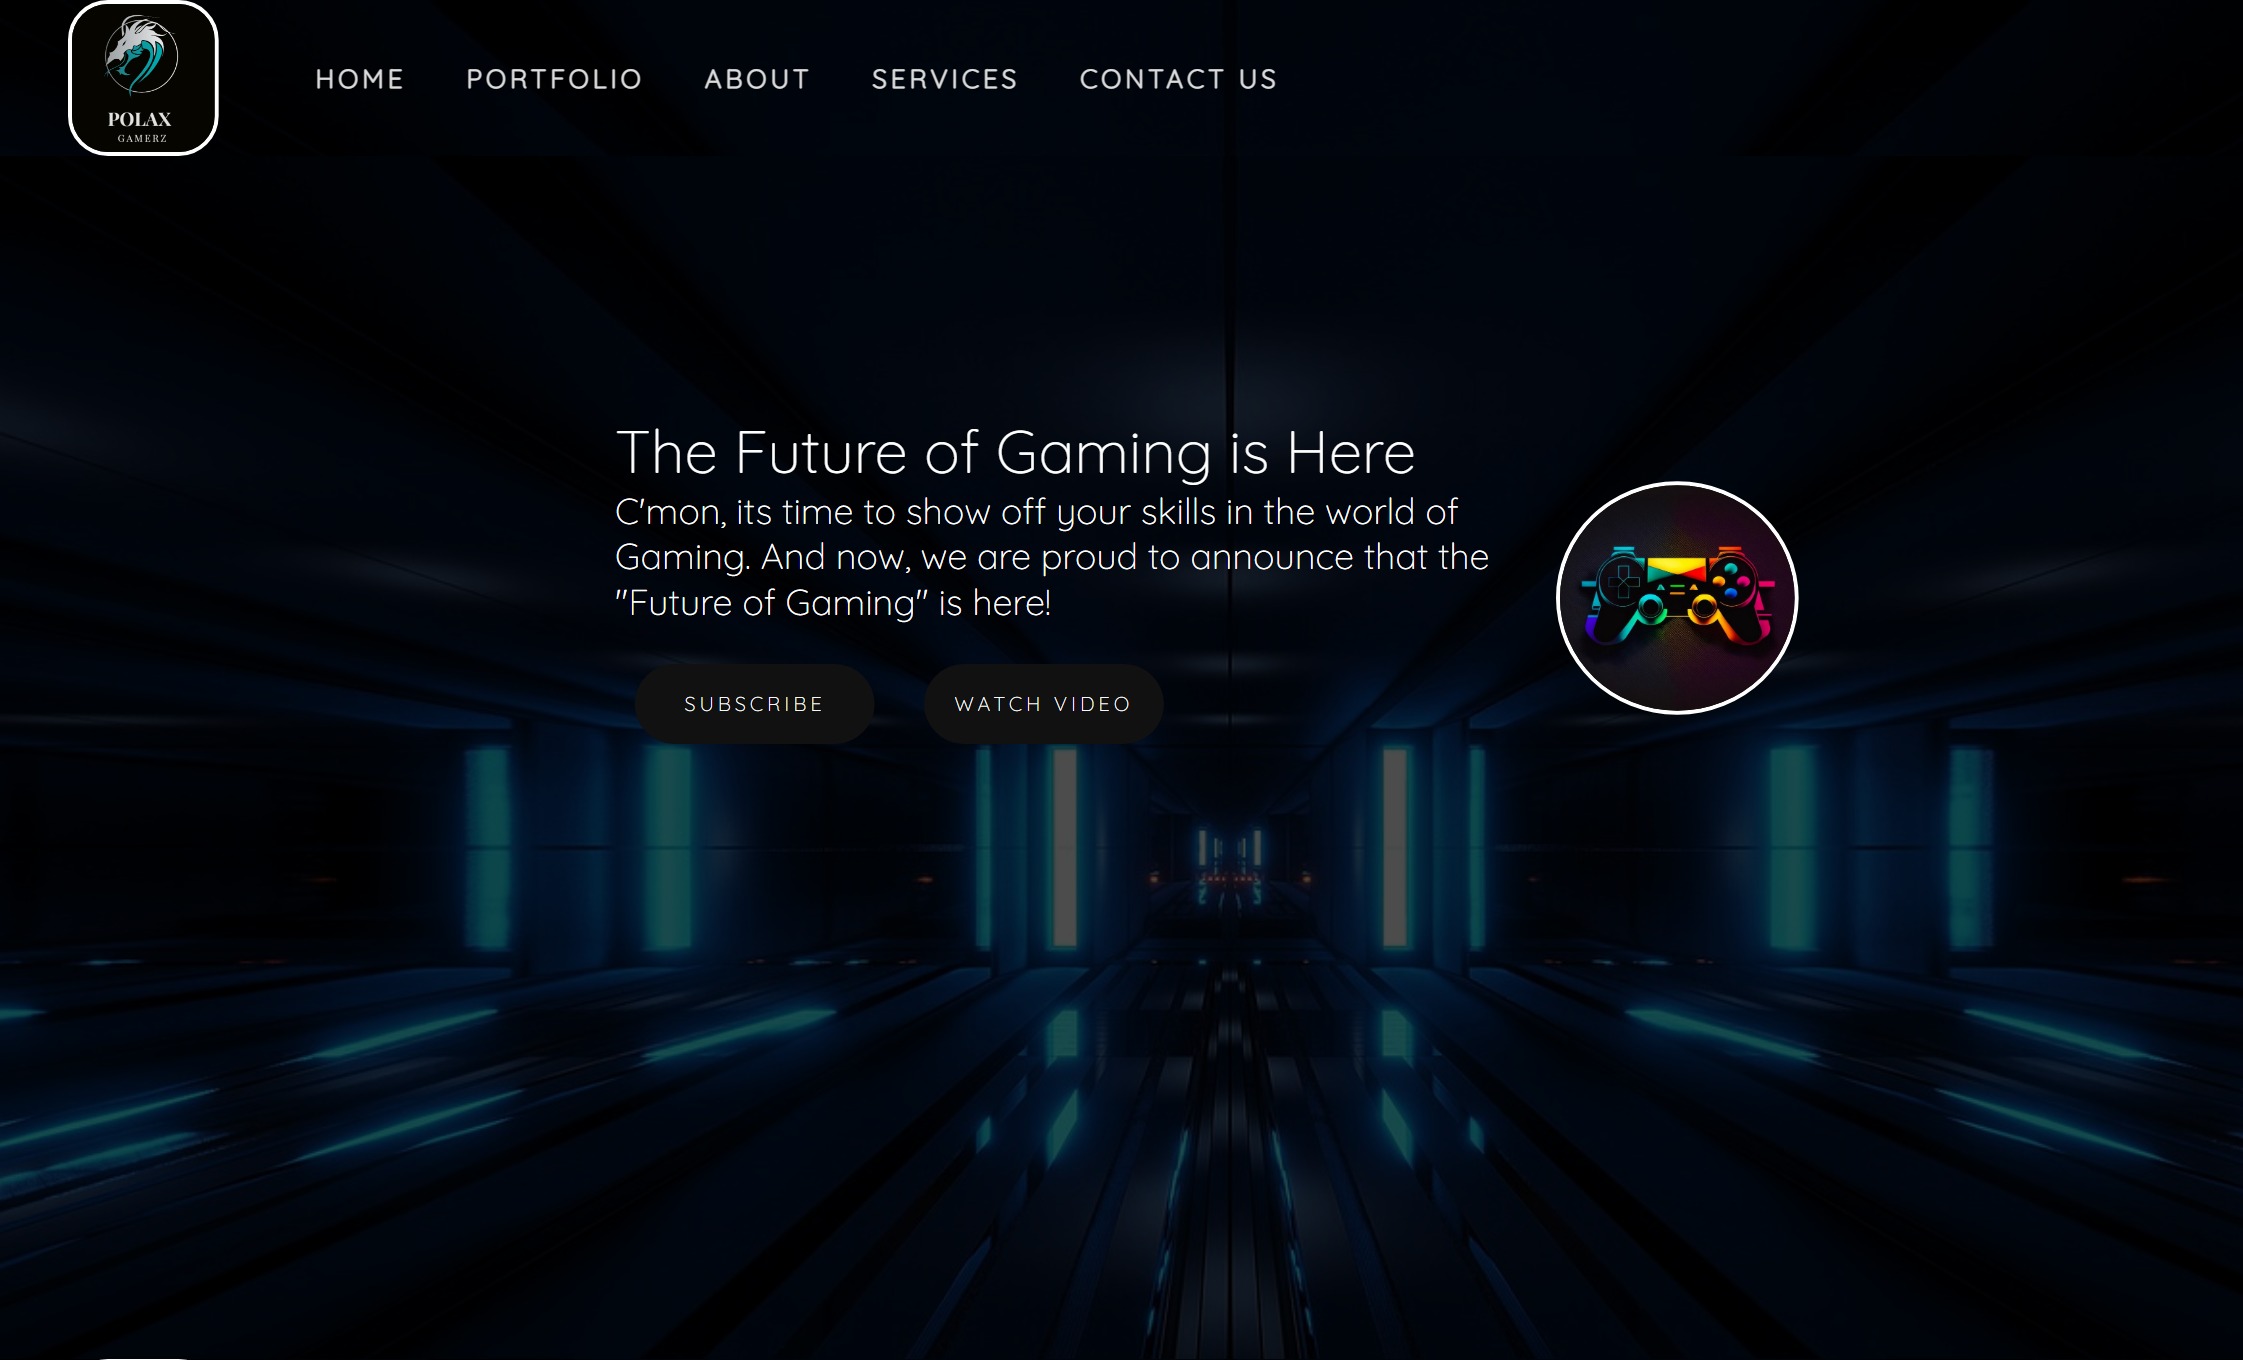 POLAX
GAMERZ
HOME PORTFOLIO ABOUT SERVICES CONTACT US
The Future of Gaming is Here
C'mon, its time to show off your skills in the world of
Gaming. And now, we are proud to announce that the
"Future of Gaming" is here!
SUBSCRIBE WATCH VIDEO